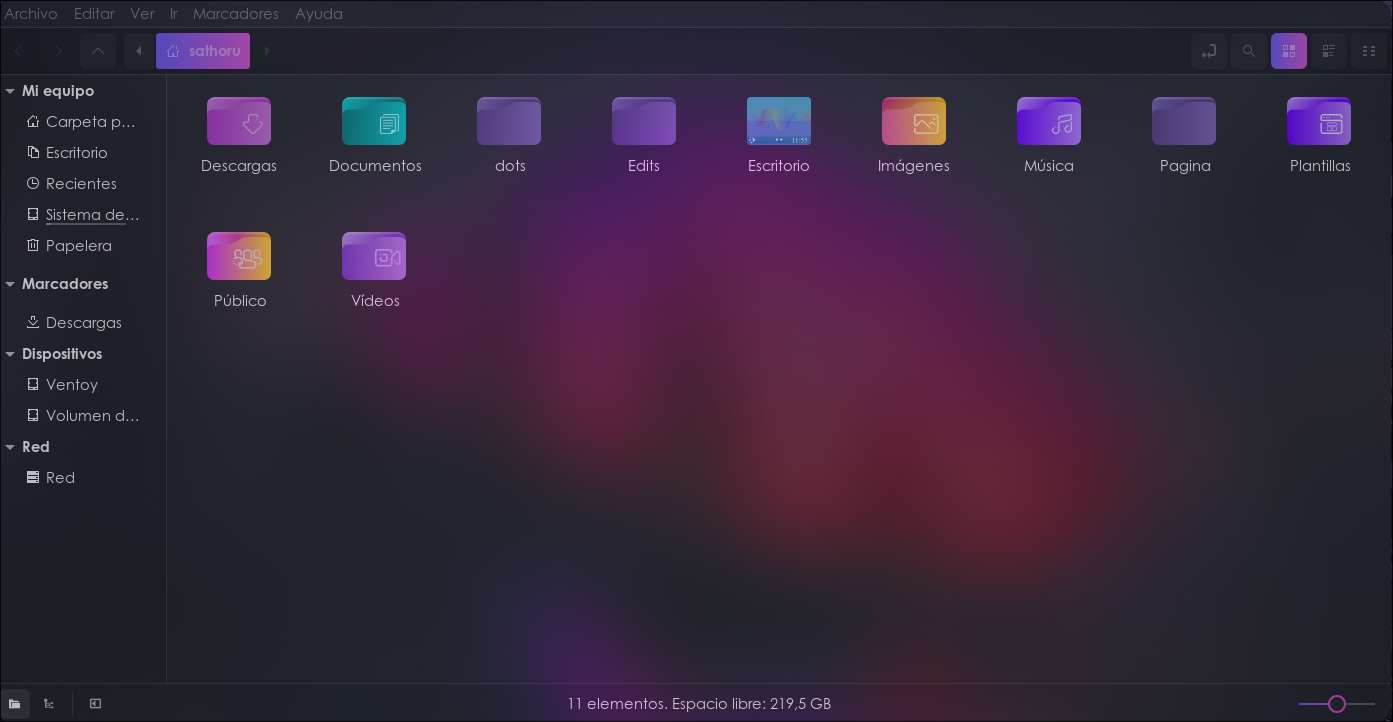 Archivo Editar Ver Ir Marcadores Ayuda
sathoru
Mi equipo
Carpeta p...
Escritorio
Recientes
Sistema de...
Papelera
Marcadores
Descargas
Dispositivos
Ventoy
Volumen d...
Red
Red
Descargas Documentos dots Edits Escritorio Imágenes Música Pagina Plantillas
11:55
Público Vídeos
11 elementos. Espacio libre: 219,5 GB